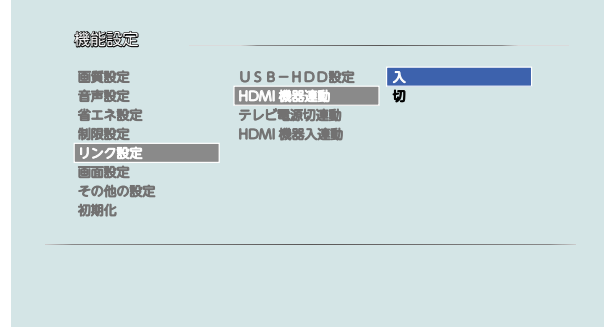 機能設定
画質設定
音声設定
省エネ設定
制限設定
リンク設定
画面設定
その他の設定
初期化
USB－HDD設定
HDMI 機器連動
テレビ電源切連動
HDMI 機器入連動
入
切